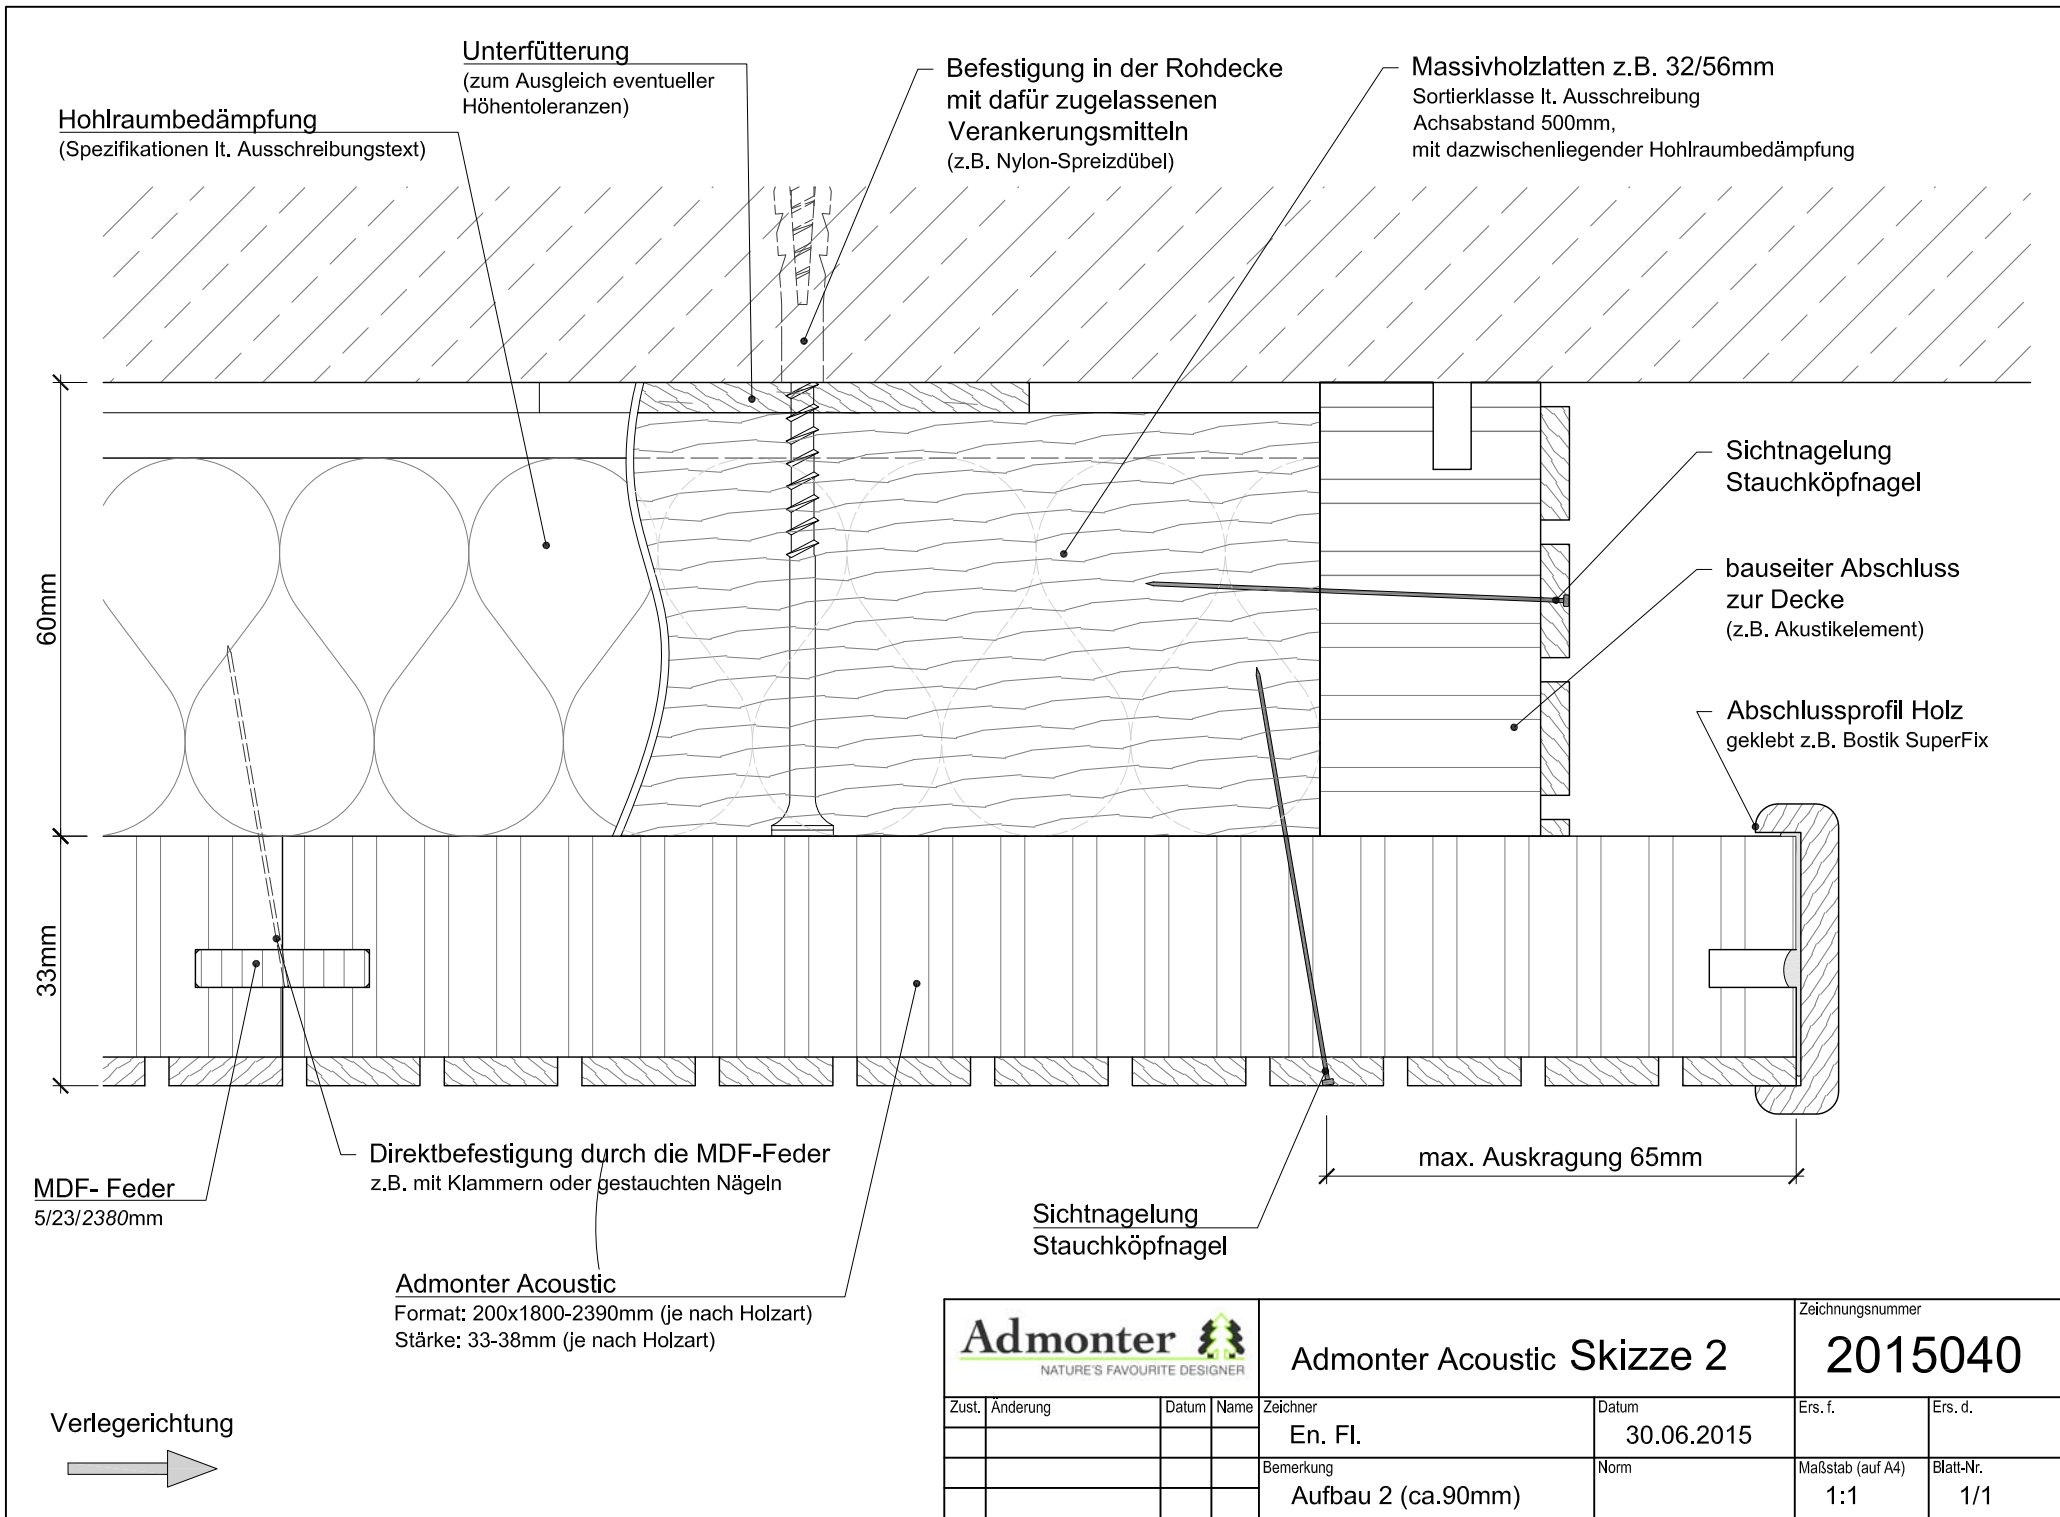 Unterfütterung
(zum Ausgleich eventueller
Höhentoleranzen)
Befestigung in der Rohdecke
mit dafür zugelassenen
Verankerungsmitteln
(z.B. Nylon-Spreizdübel)
Massivholzlatten z.B. 32/56mm
Sortierklasse lt. Ausschreibung
Achsabstand 500mm,
mit dazwischenliegender Hohlraumbedämpfung
Hohlraumbedämpfung
(Spezifikationen lt. Ausschreibungstext)
Sichtnagelung
Stauchköpfnagel
bauseiter Abschluss
zur Decke
(z.B. Akustikelement)
Abschlussprofil Holz
geklebt z.B. Bostik SuperFix
60mm
33mm
Direktbefestigung durch die MDF-Feder
z.B. mit Klammern oder gestauchten Nägeln
max. Auskragung 65mm
MDF- Feder
5/23/2380mm
Sichtnagelung
Stauchköpfnagel
Admonter Acoustic
Format: 200x1800-2390mm (je nach Holzart)
Stärke: 33-38mm (je nach Holzart)
Verlegerichtung
Admonter
NATURE'S FAVOURITE DESIGNER
Admonter Acoustic Skizze 2
Zeichnungsnummer
2015040
Zust. Änderung Datum Name
Zeichner
En. Fl.
Datum
30.06.2015
Ers. f.
Ers. d.
Bemerkung
Aufbau 2 (ca.90mm)
Norm
Maßstab (auf A4)
1:1
Blatt-Nr.
1/1